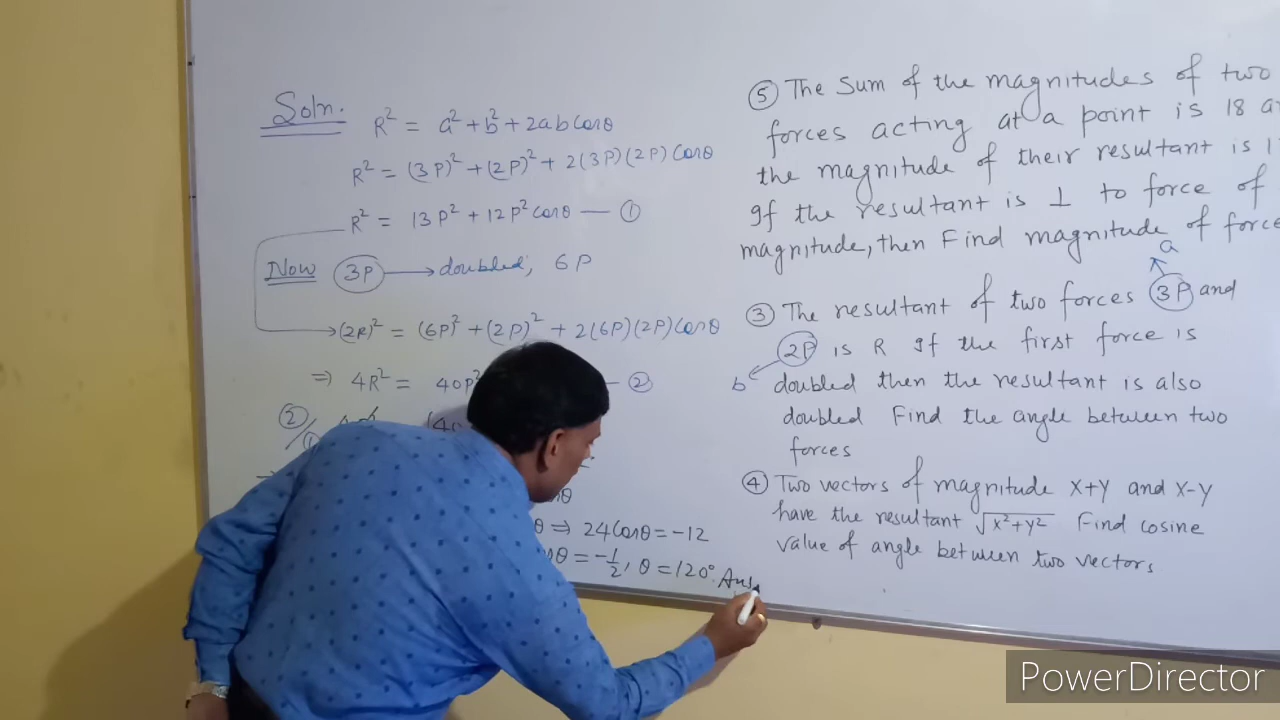 Soln.
R² = a² + b² + 2ab Cosθ
R² = (3P)² + (2P)² + 2(3P)(2P) Cosθ
R² = 13P² + 12P² cosθ — ①
Now 3P → doubled, 6P
(2R)² = (6P)² + (2P)² + 2(6P)(2P) Cosθ
⇒ 4R² = 40P² — ②
②/①
θ ⇒ 24 Cosθ = -12
θ = -1/2, θ = 120° Ans
⑤ The Sum of the magnitudes of two
forces acting at a point is 18
the magnitude of their resultant is
If the resultant is ⊥ to force of
magnitude, then Find magnitude of force
a
③ The resultant of two forces 3P and
2P is R If the first force is
b doubled then the resultant is also
doubled Find the angle between two
forces
④ Two vectors of magnitude x+y and x-y
have the resultant √x²+y² Find cosine
value of angle between two vectors
PowerDirector